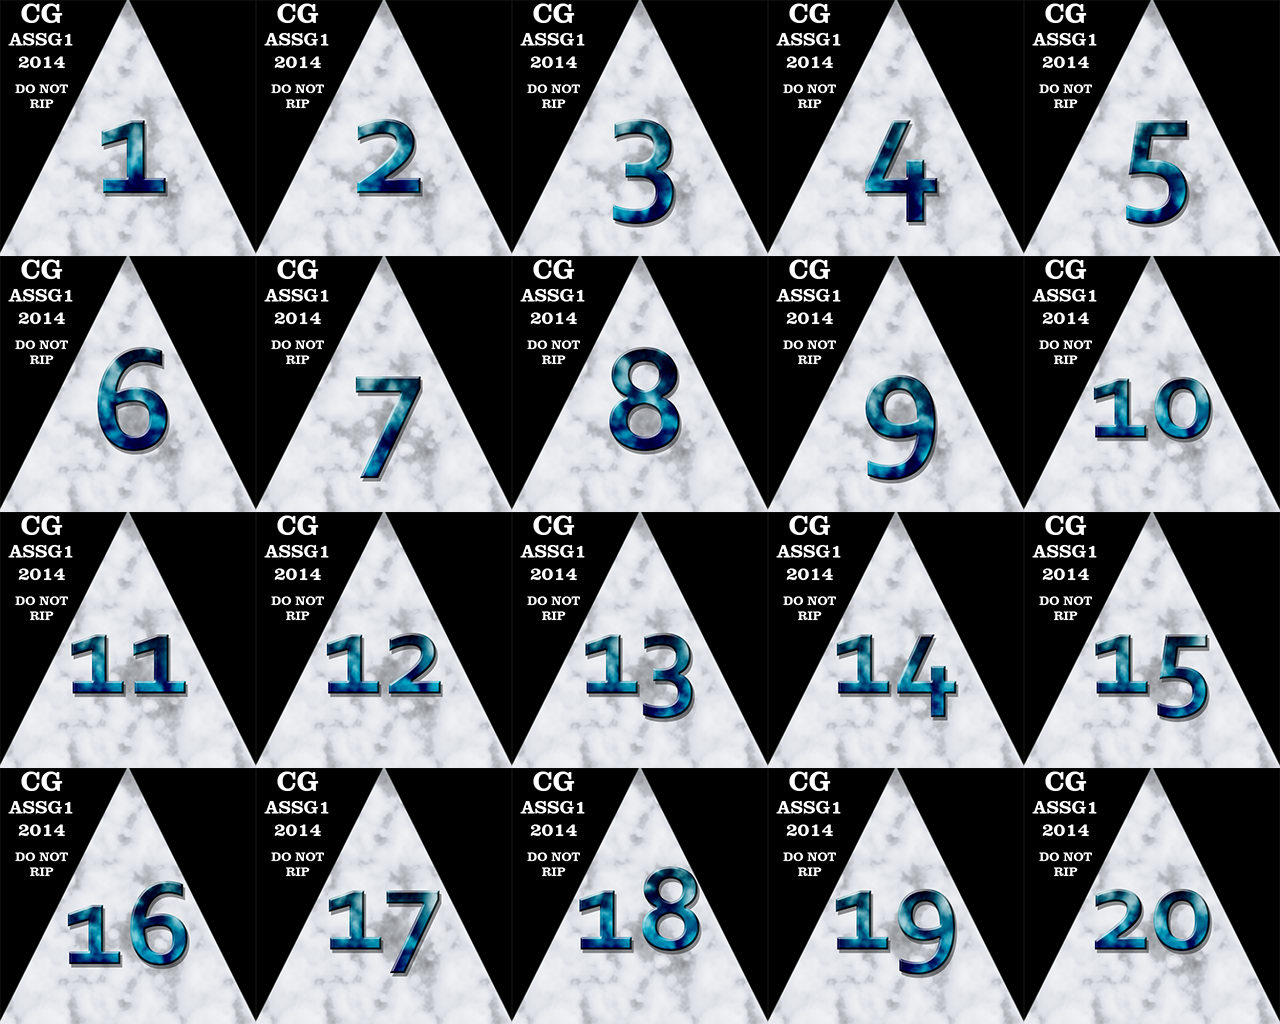 CG
ASSG1
2014
DO NOT
RIP
1
CG
ASSG1
2014
DO NOT
RIP
2
CG
ASSG1
2014
DO NOT
RIP
3
CG
ASSG1
2014
DO NOT
RIP
4
CG
ASSG1
2014
DO NOT
RIP
5
CG
ASSG1
2014
DO NOT
RIP
6
CG
ASSG1
2014
DO NOT
RIP
7
CG
ASSG1
2014
DO NOT
RIP
8
CG
ASSG1
2014
DO NOT
RIP
9
CG
ASSG1
2014
DO NOT
RIP
10
CG
ASSG1
2014
DO NOT
RIP
11
CG
ASSG1
2014
DO NOT
RIP
12
CG
ASSG1
2014
DO NOT
RIP
13
CG
ASSG1
2014
DO NOT
RIP
14
CG
ASSG1
2014
DO NOT
RIP
15
CG
ASSG1
2014
DO NOT
RIP
16
CG
ASSG1
2014
DO NOT
RIP
17
CG
ASSG1
2014
DO NOT
RIP
18
CG
ASSG1
2014
DO NOT
RIP
19
CG
ASSG1
2014
DO NOT
RIP
20